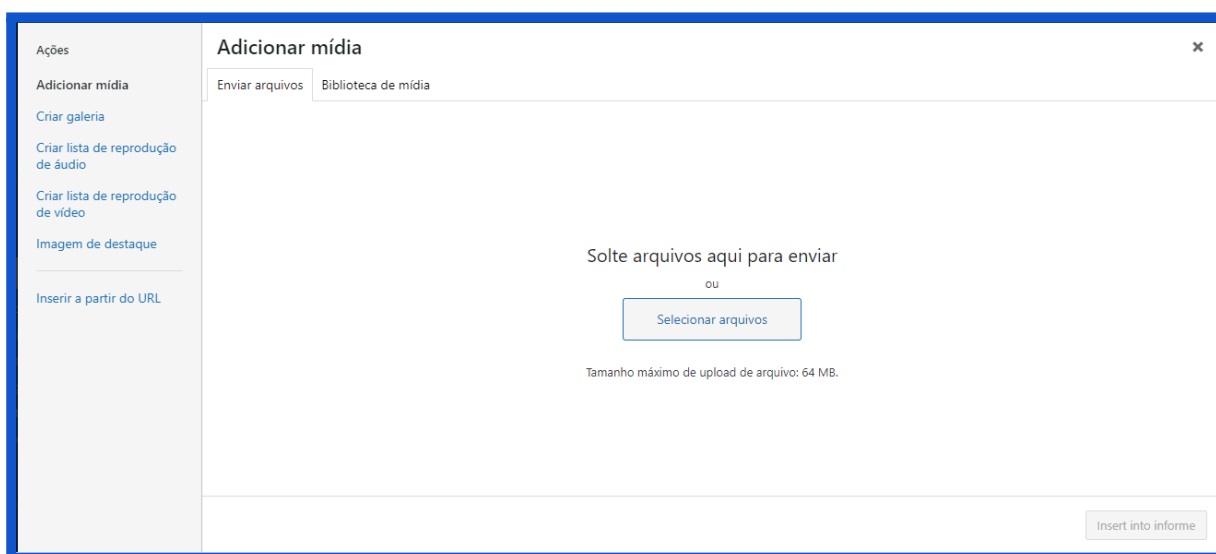 Ações
Adicionar mídia
Criar galeria
Criar lista de reprodução
de áudio
Criar lista de reprodução
de vídeo
Imagem de destaque
Inserir a partir do URL
Adicionar mídia
×
Enviar arquivos
Biblioteca de mídia
Solte arquivos aqui para enviar
ou
Selecionar arquivos
Tamanho máximo de upload de arquivo: 64 MB.
Insert into informe